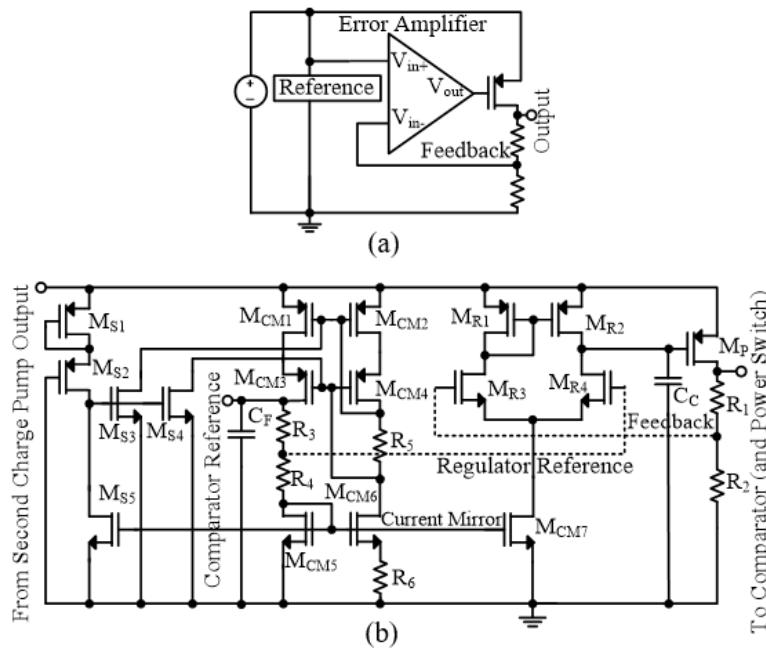 Error Amplifier
Vin+
Vout
Reference
Vin-
Feedback
Output
(a)
From Second Charge Pump Output
MS1
MS2
MS3
MS4
MS5
Comparator Reference
CF
MCM1
MCM2
MCM3
MCM4
R3
R4
R5
MCM6
MCM5
R6
Current Mirror
MCM7
MR1
MR2
MR3
MR4
Feedback
Regulator Reference
CC
MP
R1
R2
To Comparator (and Power Switch)
(b)